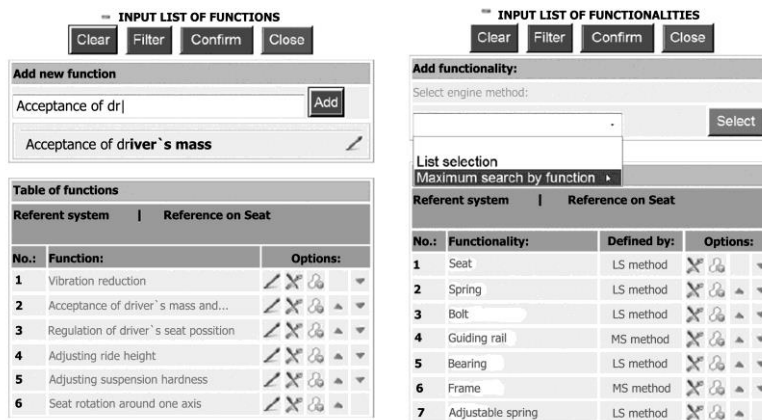 INPUT LIST OF FUNCTIONS
Clear Filter Confirm Close
Add new function
Acceptance of dr| Add
Acceptance of driver`s mass
Table of functions
Referent system | Reference on Seat
No.: Function: Options:
1 Vibration reduction
2 Acceptance of driver`s mass and...
3 Regulation of driver`s seat possition
4 Adjusting ride height
5 Adjusting suspension hardness
6 Seat rotation around one axis
INPUT LIST OF FUNCTIONALITIES
Clear Filter Confirm Close
Add functionality:
Select engine method:
Select
List selection
Maximum search by function
Referent system | Reference on Seat
No.: Functionality: Defined by: Options:
1 Seat LS method
2 Spring LS method
3 Bolt LS method
4 Guiding rail MS method
5 Bearing LS method
6 Frame MS method
7 Adjustable spring LS method